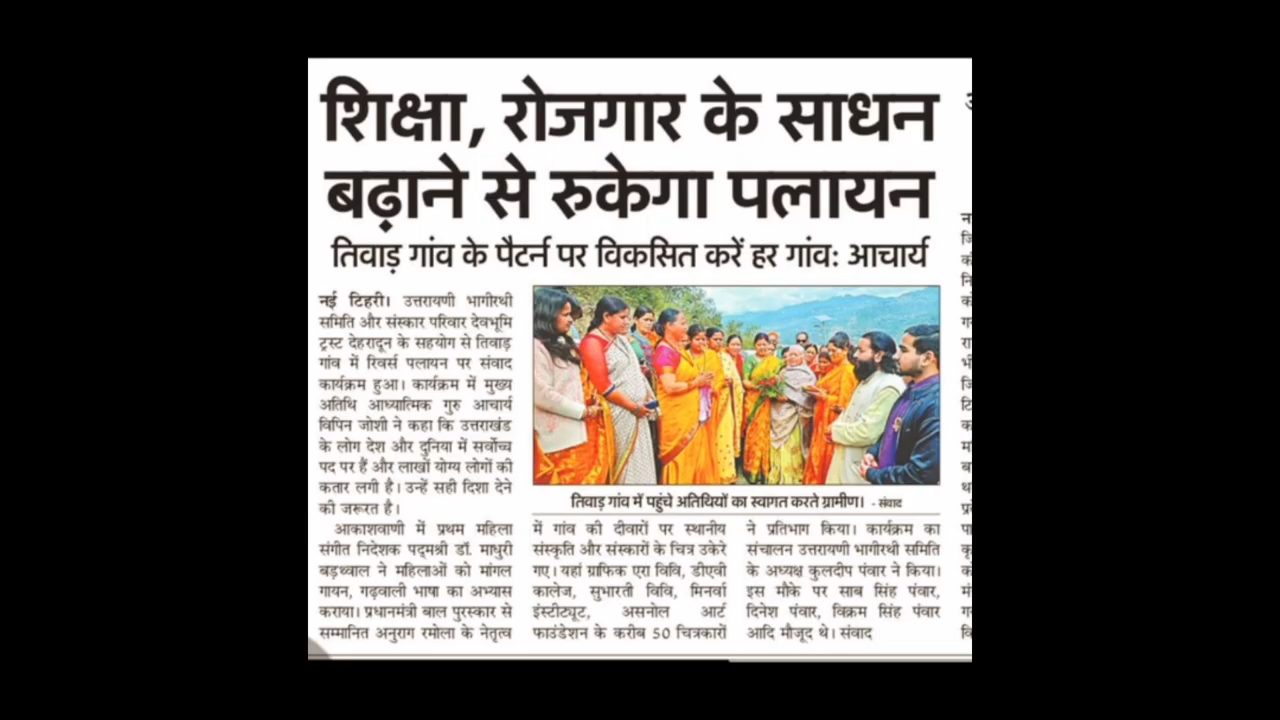 शिक्षा, रोजगार के साधन
बढ़ाने से रुकेगा पलायन
तिवाड़ गांव के पैटर्न पर विकसित करें हर गांवः आचार्य
नई टिहरी। उत्तरायणी भागीरथी
समिति और संस्कार परिवार देवभूमि
ट्रस्ट देहरादून के सहयोग से तिवाड़
गांव में रिवर्स पलायन पर संवाद
कार्यक्रम हुआ। कार्यक्रम में मुख्य
अतिथि आध्यात्मिक गुरु आचार्य
विपिन जोशी ने कहा कि उत्तराखंड
के लोग देश और दुनिया में सर्वोच्च
पद पर हैं और लाखों योग्य लोगों की
कतार लगी है। उन्हें सही दिशा देने
की जरूरत है।
आकाशवाणी में प्रथम महिला
संगीत निदेशक पद्मश्री डॉ. माधुरी
बड़थ्वाल ने महिलाओं को मांगल
गायन, गढ़वाली भाषा का अभ्यास
कराया। प्रधानमंत्री बाल पुरस्कार से
सम्मानित अनुराग रमोला के नेतृत्व
तिवाड़ गांव में पहुंचे अतिथियों का स्वागत करते ग्रामीण। - संवाद
में गांव की दीवारों पर स्थानीय
संस्कृति और संस्कारों के चित्र उकेरे
गए। यहां ग्राफिक एरा विवि, डीएवी
कालेज, सुभारती विवि, मिनर्वा
इंस्टीट्यूट, असनोल आर्ट
फाउंडेशन के करीब 50 चित्रकारों
ने प्रतिभाग किया। कार्यक्रम का
संचालन उत्तरायणी भागीरथी समिति
के अध्यक्ष कुलदीप पंवार ने किया।
इस मौके पर साब सिंह पंवार,
दिनेश पंवार, विक्रम सिंह पंवार
आदि मौजूद थे। संवाद